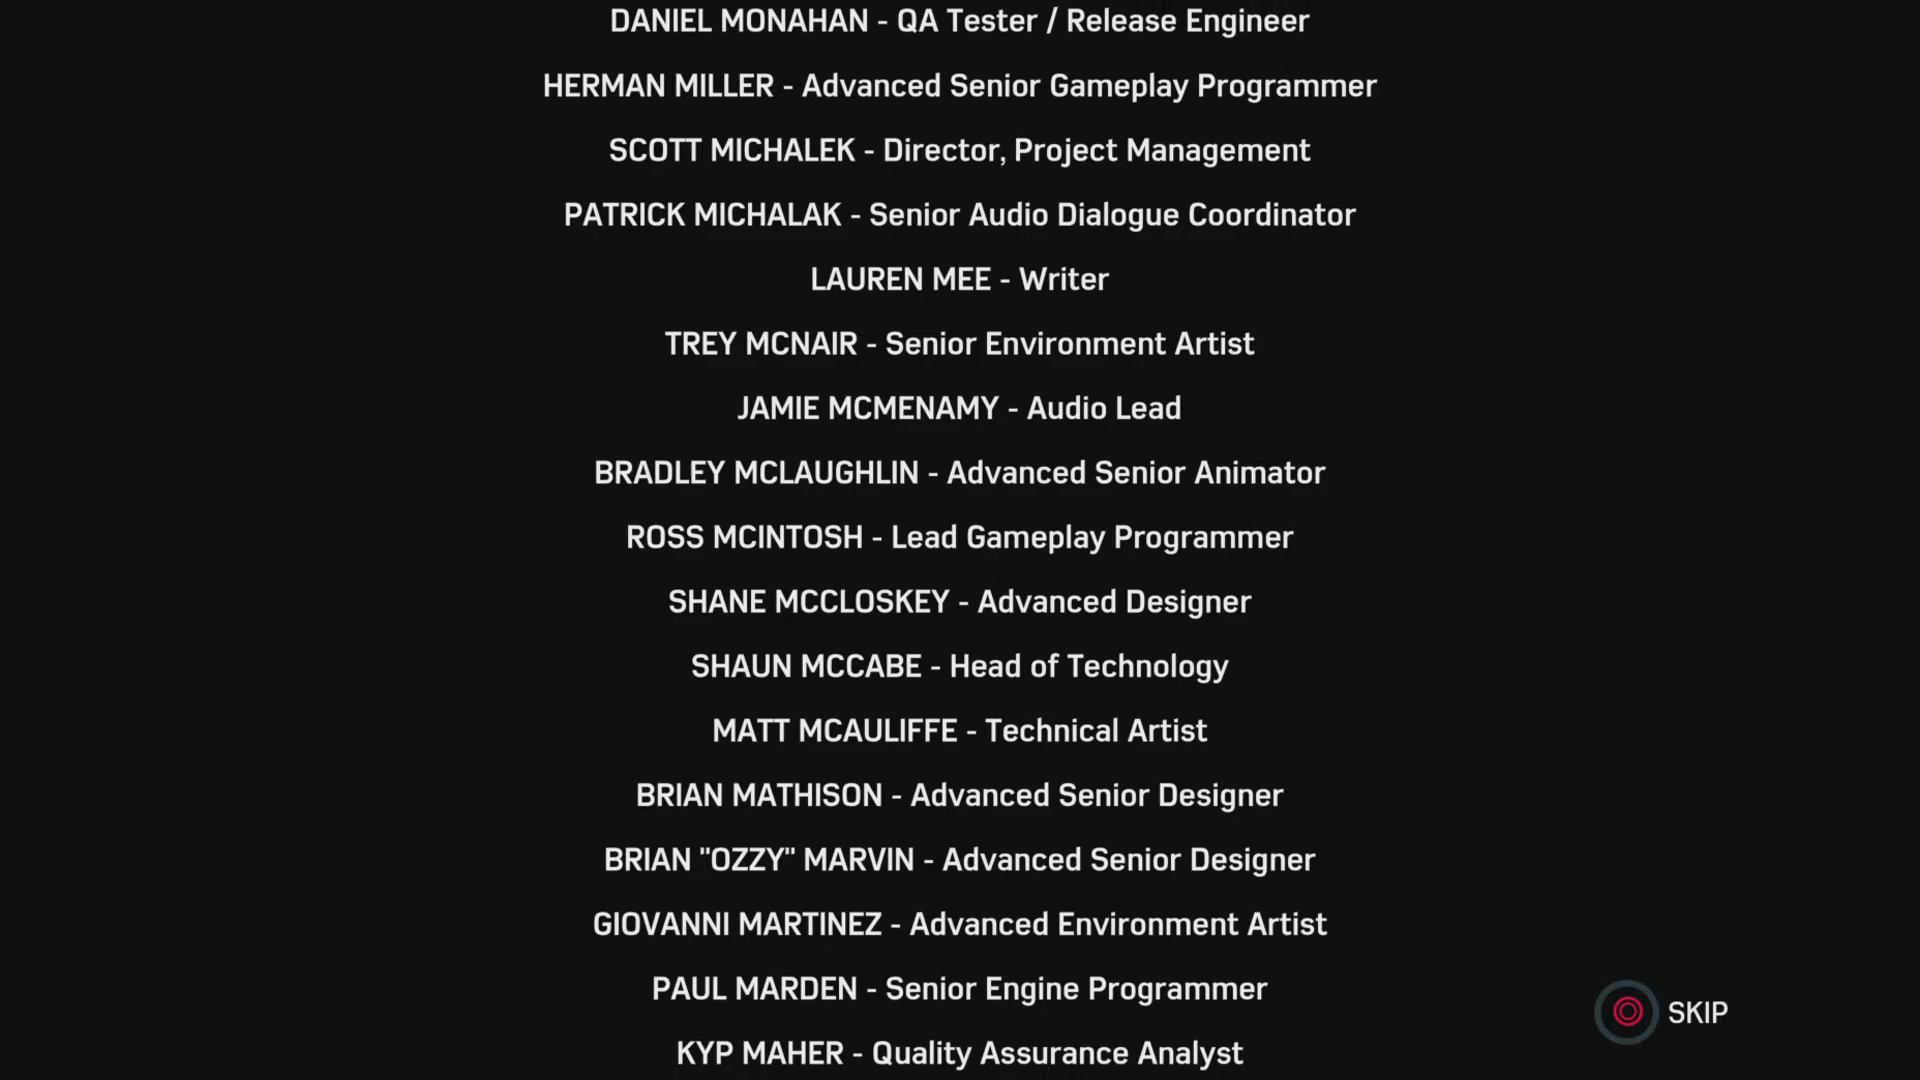 DANIEL MONAHAN - QA Tester / Release Engineer
HERMAN MILLER - Advanced Senior Gameplay Programmer
SCOTT MICHALEK - Director, Project Management
PATRICK MICHALAK - Senior Audio Dialogue Coordinator
LAUREN MEE - Writer
TREY MCNAIR - Senior Environment Artist
JAMIE MCMENAMY - Audio Lead
BRADLEY MCLAUGHLIN - Advanced Senior Animator
ROSS MCINTOSH - Lead Gameplay Programmer
SHANE MCCLOSKEY - Advanced Designer
SHAUN MCCABE - Head of Technology
MATT MCAULIFFE - Technical Artist
BRIAN MATHISON - Advanced Senior Designer
BRIAN "OZZY" MARVIN - Advanced Senior Designer
GIOVANNI MARTINEZ - Advanced Environment Artist
PAUL MARDEN - Senior Engine Programmer
SKIP
KYP MAHER - Quality Assurance Analyst